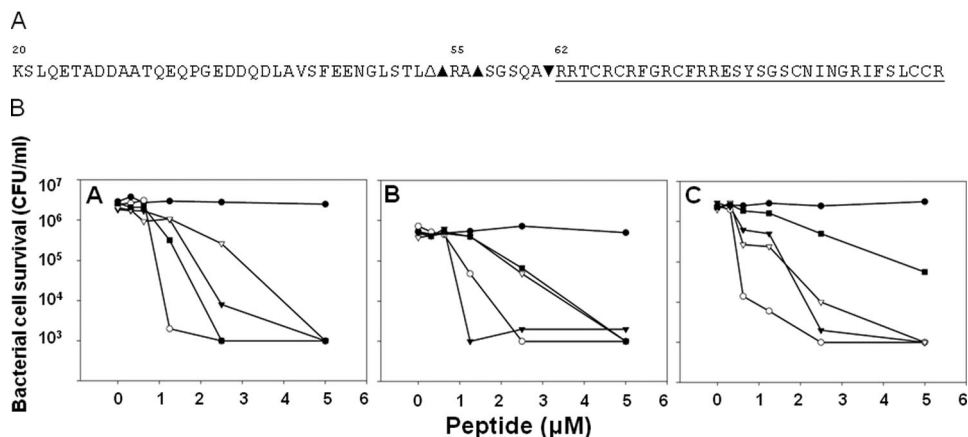 A
20 55 62
KSLQETADDAATQEQPGEDDQDLAVSFEENGLSTLΔ▲RA▲SGSQA▼RRTCRCRFGRCFRRESYSGSCNINGRIFSLCCR
B
Bacterial cell survival (CFU/ml)
10⁷
10⁶
10⁵
10⁴
10³
A
B
C
0 1 2 3 4 5 6
0 1 2 3 4 5 6
0 1 2 3 4 5 6
Peptide (µM)